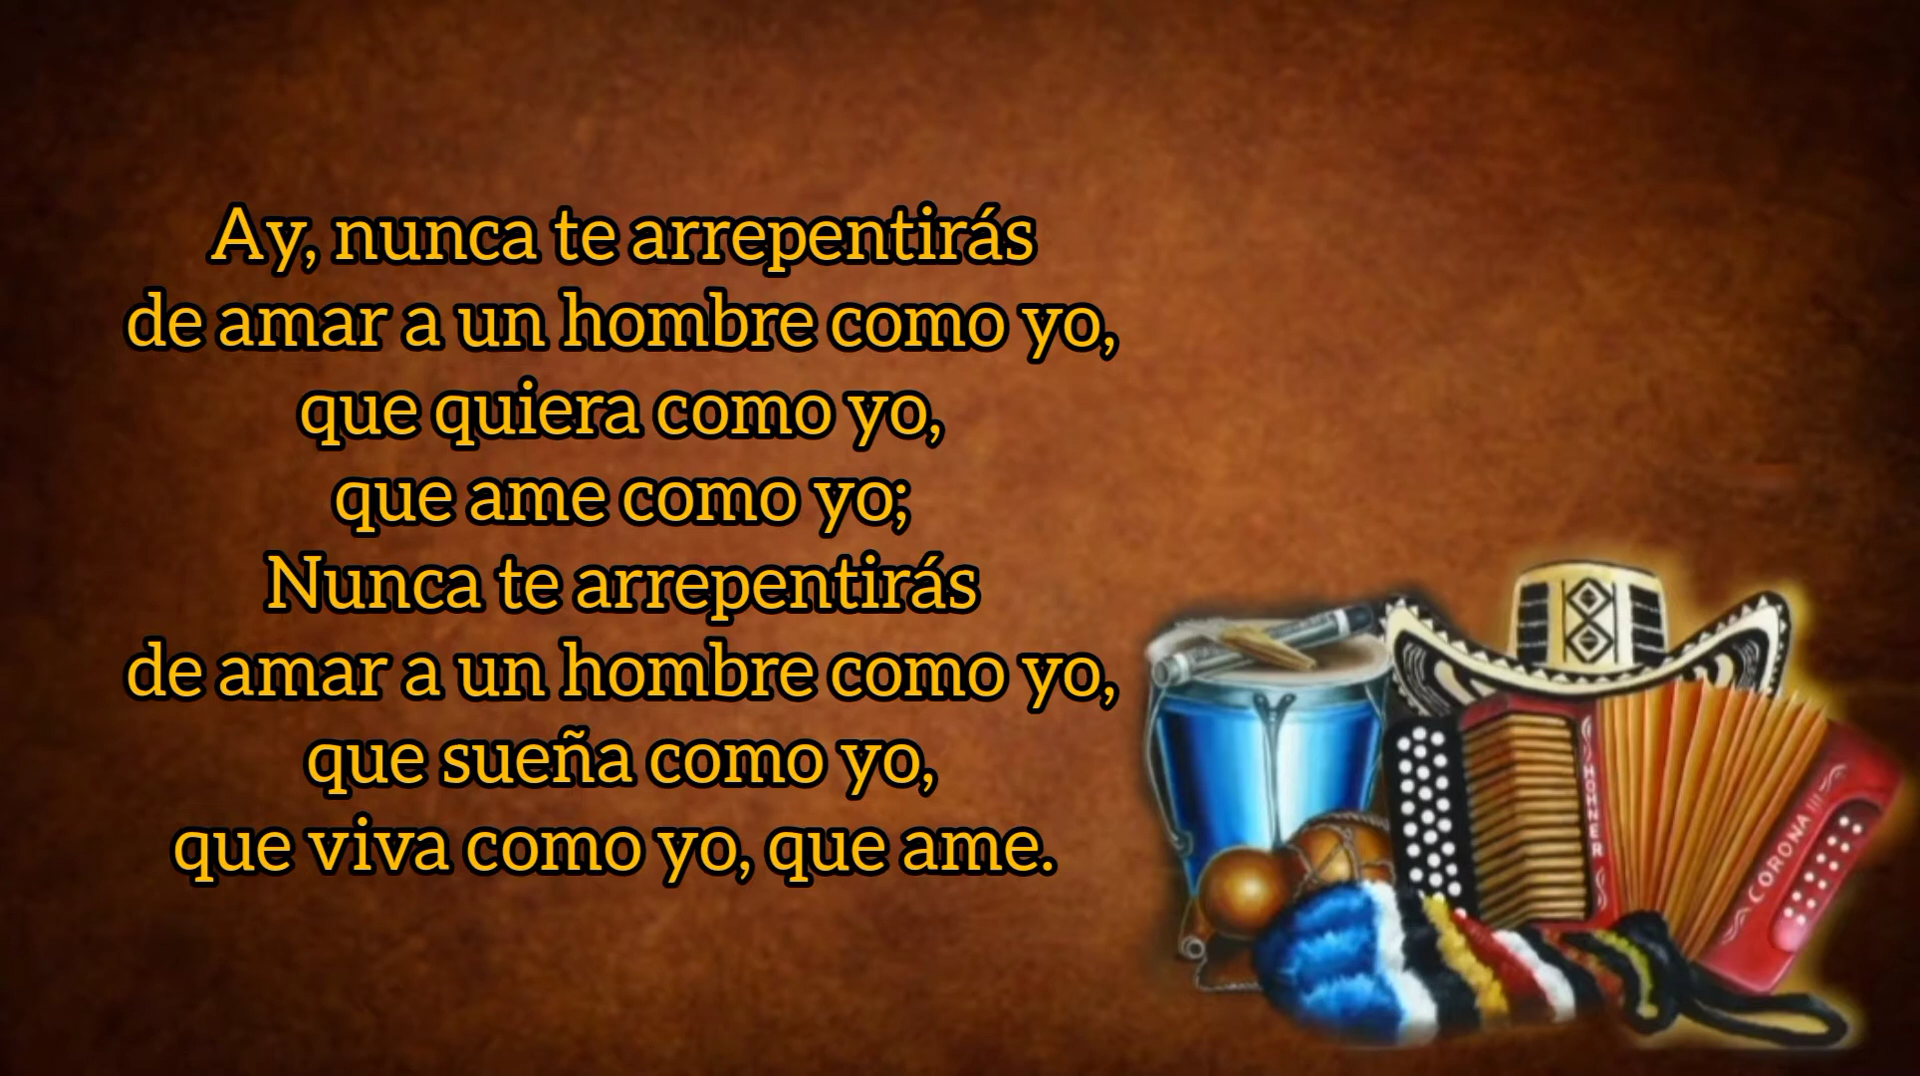 Ay, nunca te arrepentirás
de amar a un hombre como yo,
que quiera como yo,
que ame como yo;
Nunca te arrepentirás
de amar a un hombre como yo,
que sueña como yo,
que viva como yo, que ame.
HOHNER
CORONA III